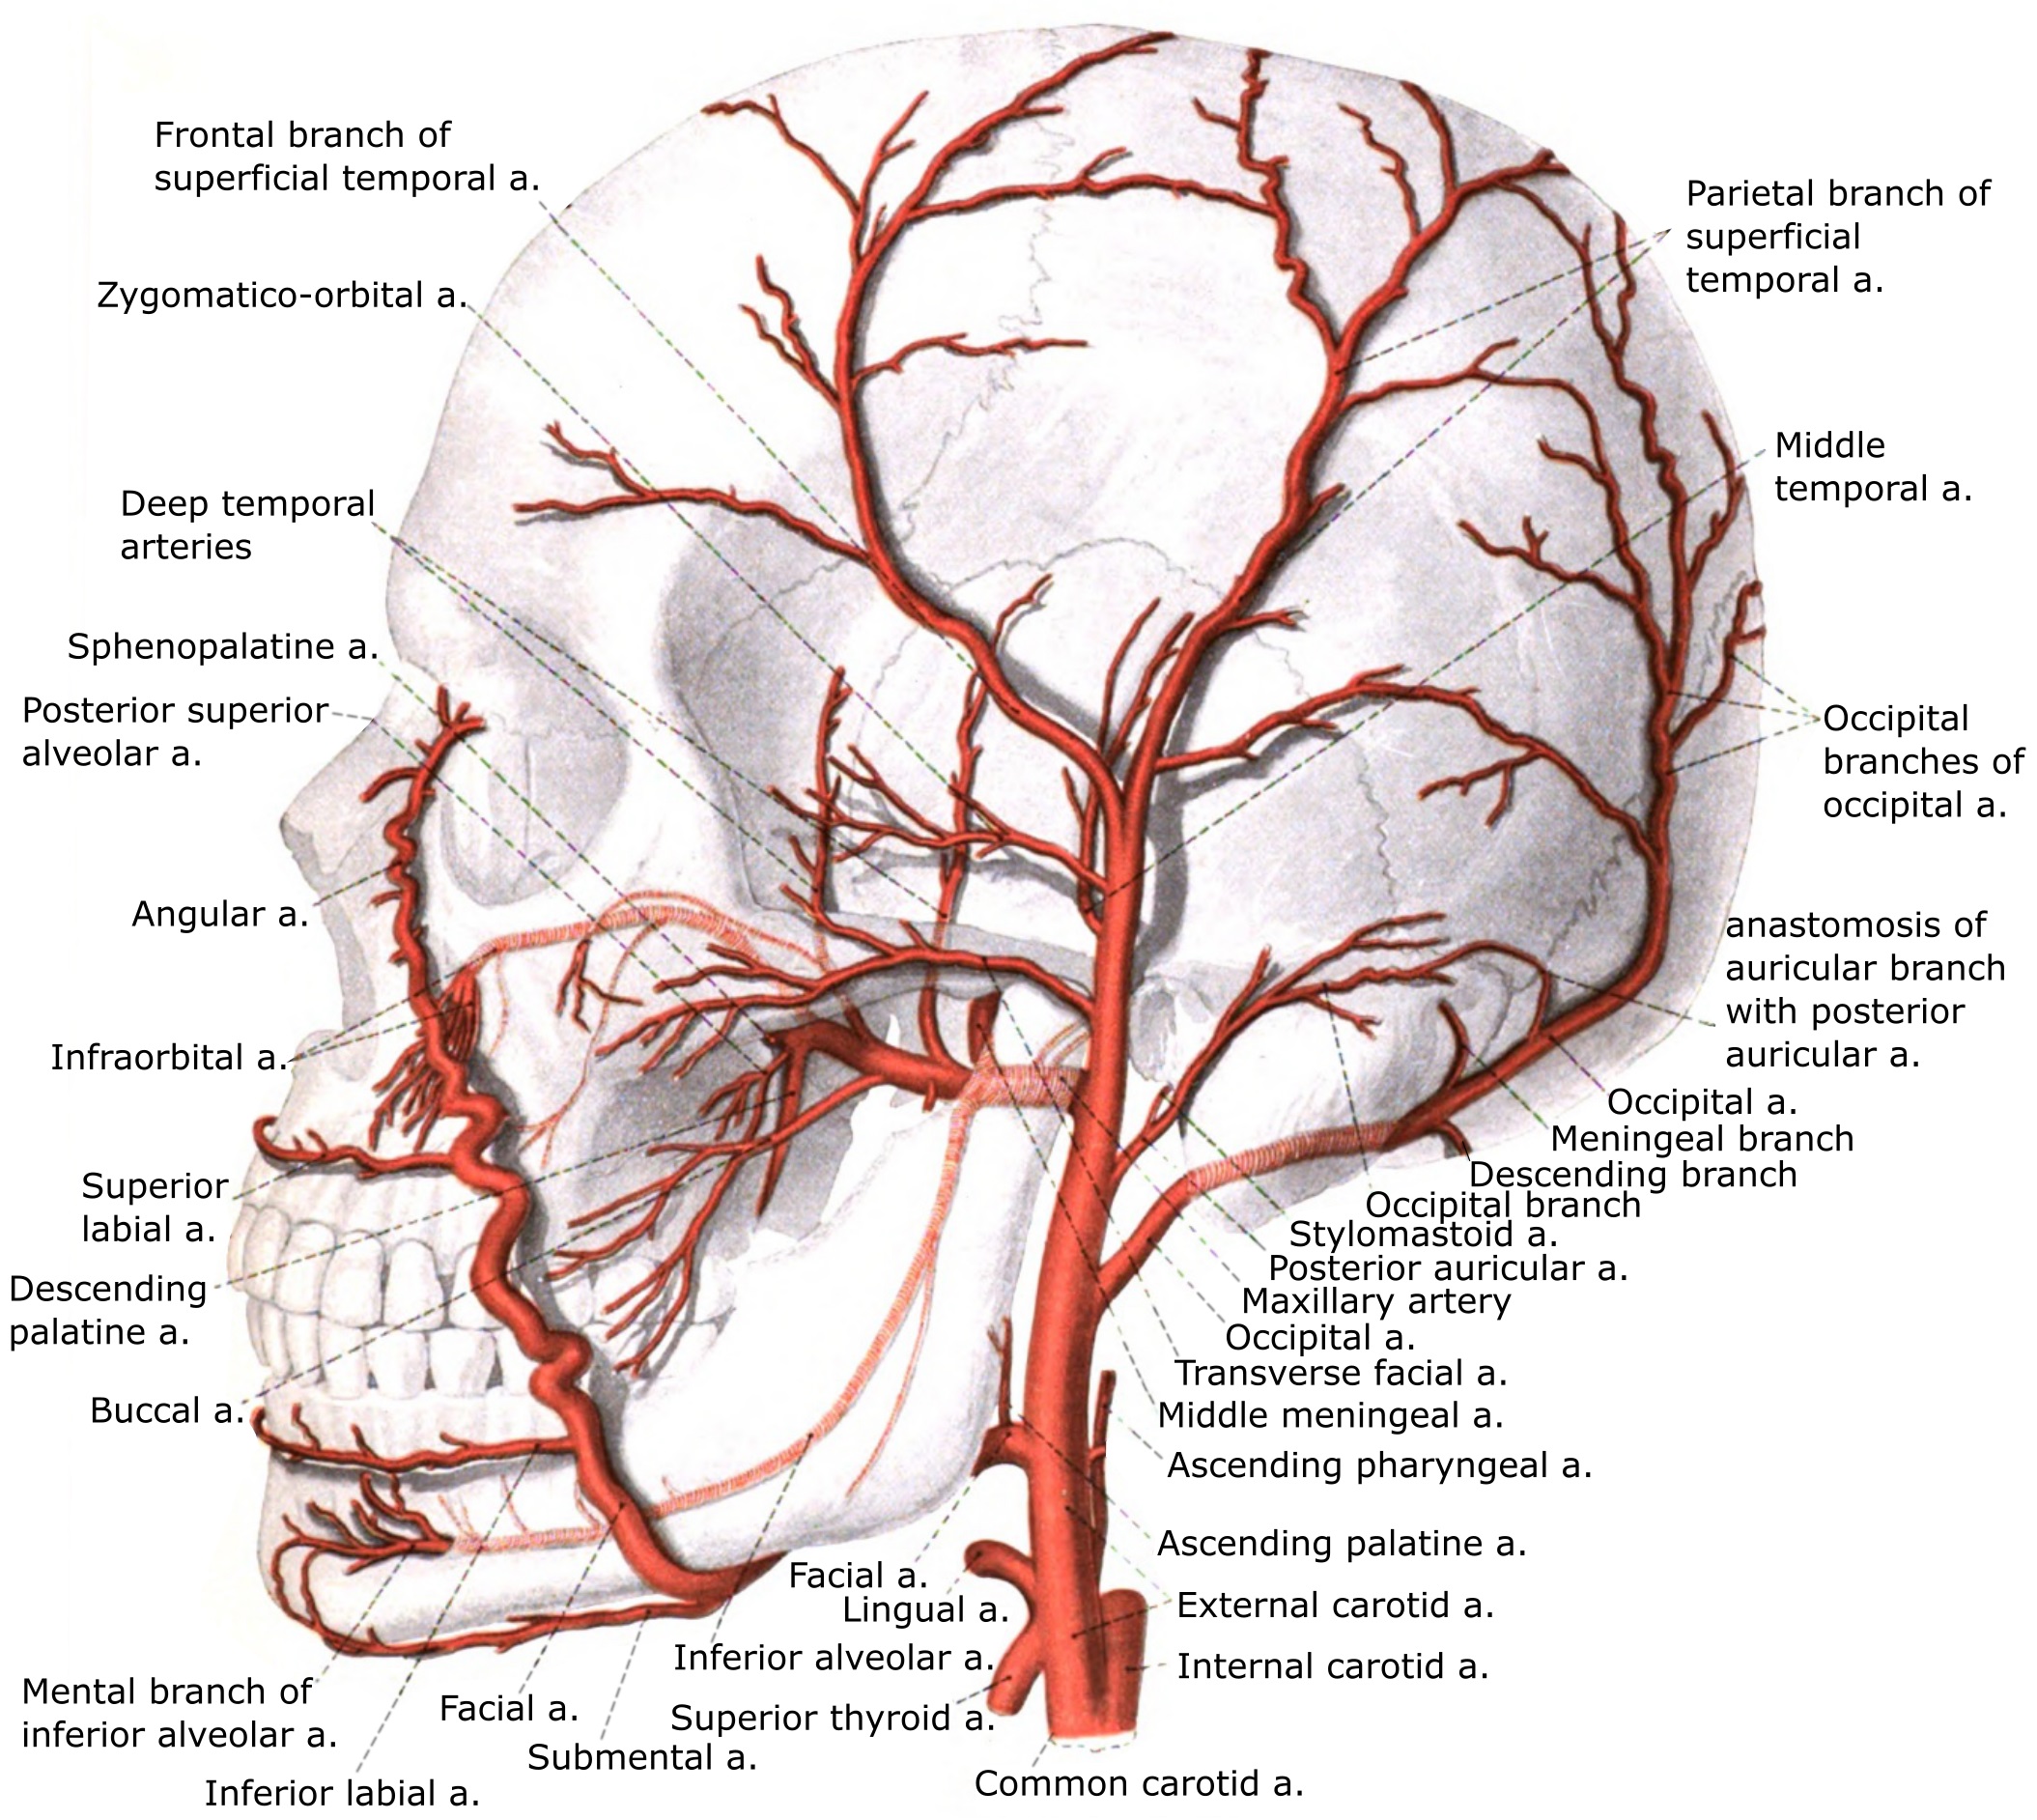 Frontal branch of
superficial temporal a.
Zygomatico-orbital a.
Deep temporal
arteries
Sphenopalatine a.
Posterior superior
alveolar a.
Angular a.
Infraorbital a.
Superior
labial a.
Descending
palatine a.
Buccal a.
Mental branch of
inferior alveolar a.
Inferior labial a.
Facial a.
Submental a.
Facial a.
Lingual a.
Inferior alveolar a.
Superior thyroid a.
Common carotid a.
Parietal branch of
superficial
temporal a.
Middle
temporal a.
Occipital
branches of
occipital a.
anastomosis of
auricular branch
with posterior
auricular a.
Occipital a.
Meningeal branch
Descending branch
Occipital branch
Stylomastoid a.
Posterior auricular a.
Maxillary artery
Occipital a.
Transverse facial a.
Middle meningeal a.
Ascending pharyngeal a.
Ascending palatine a.
External carotid a.
Internal carotid a.